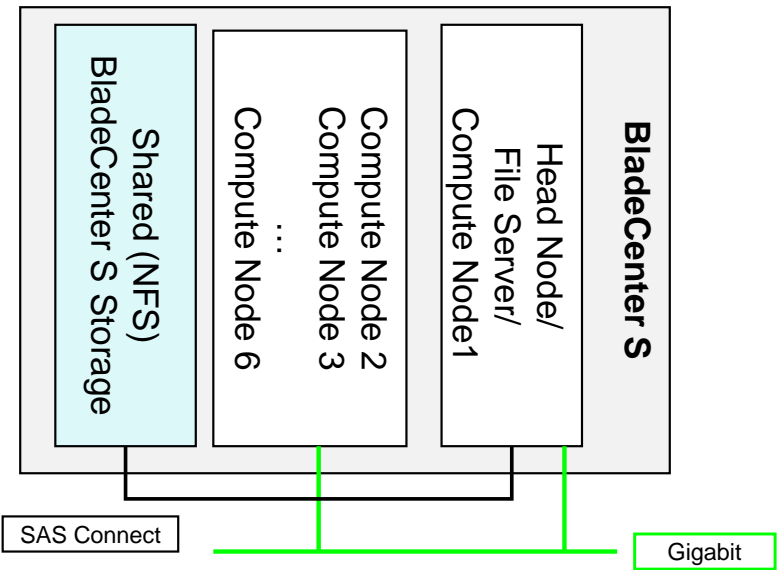 BladeCenter S
Head Node/
File Server/
Compute Node1
Compute Node 2
Compute Node 3
…
Compute Node 6
Shared (NFS)
BladeCenter S Storage
SAS Connect
Gigabit